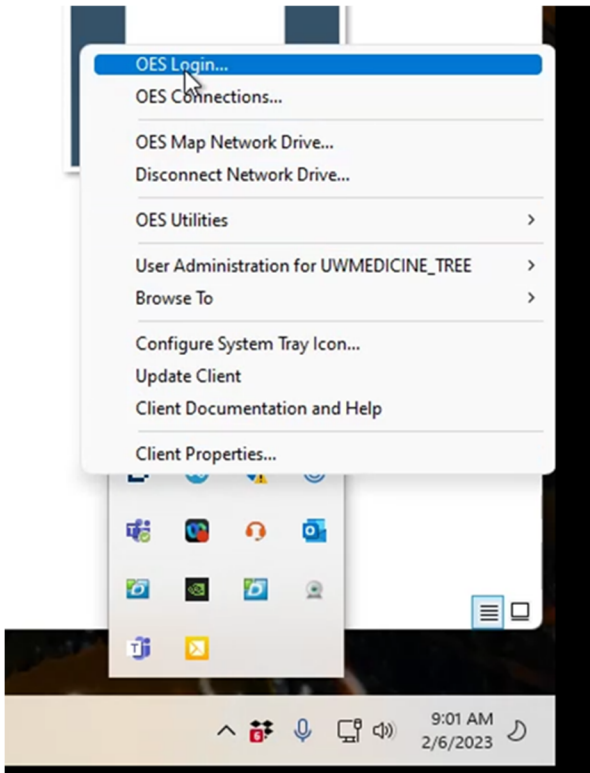 OES Login...
OES Connections...
OES Map Network Drive...
Disconnect Network Drive...
OES Utilities
User Administration for UWMEDICINE_TREE
Browse To
Configure System Tray Icon...
Update Client
Client Documentation and Help
Client Properties...
6
9:01 AM
2/6/2023